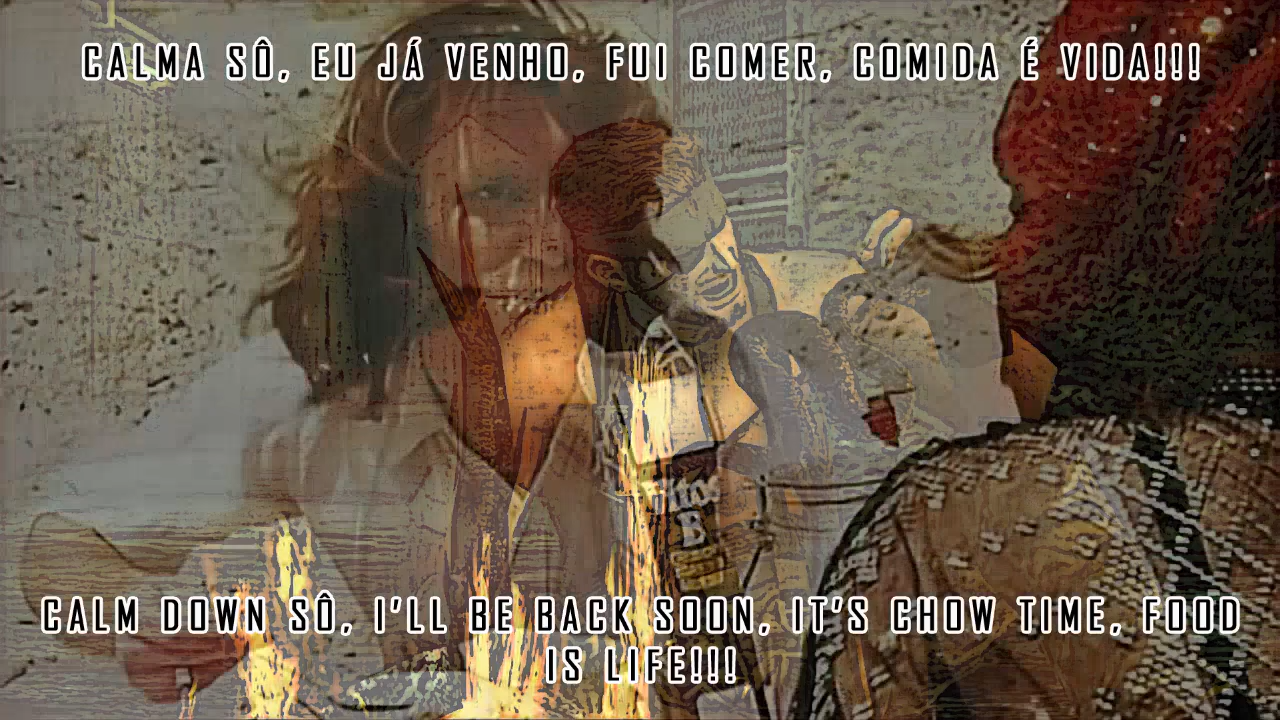 CALMA SÔ, EU JÁ VENHO, FUI COMER, COMIDA É VIDA!!!
CALM DOWN SÔ, I'LL BE BACK SOON, IT'S CHOW TIME, FOOD
IS LIFE!!!